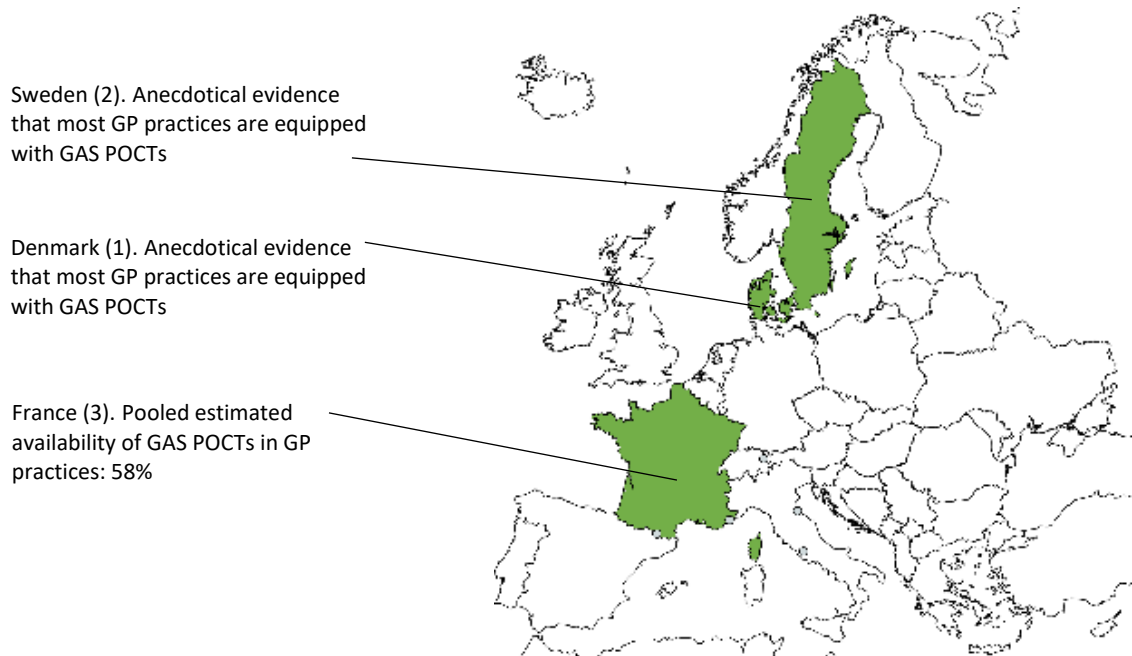 Sweden (2). Anecdotical evidence
that most GP practices are equipped
with GAS POCTs
Denmark (1). Anecdotical evidence
that most GP practices are equipped
with GAS POCTs
France (3). Pooled estimated
availability of GAS POCTs in GP
practices: 58%